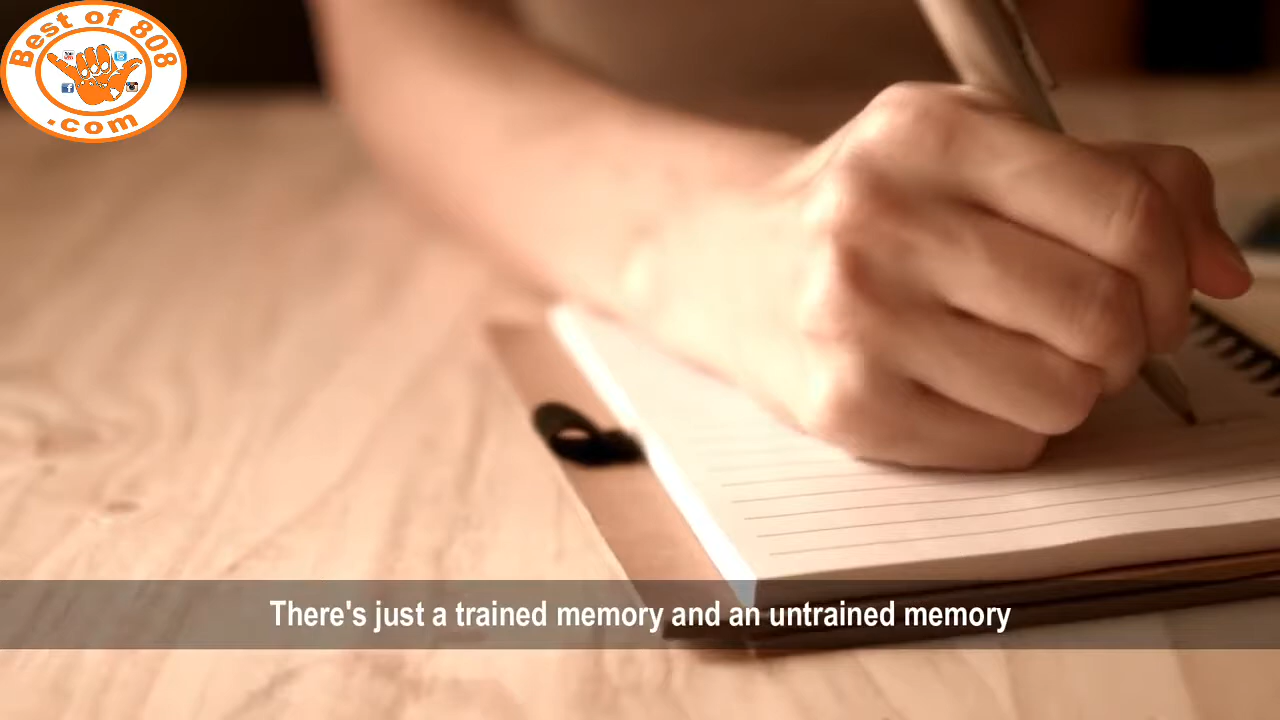 Best of 808
.com
There's just a trained memory and an untrained memory